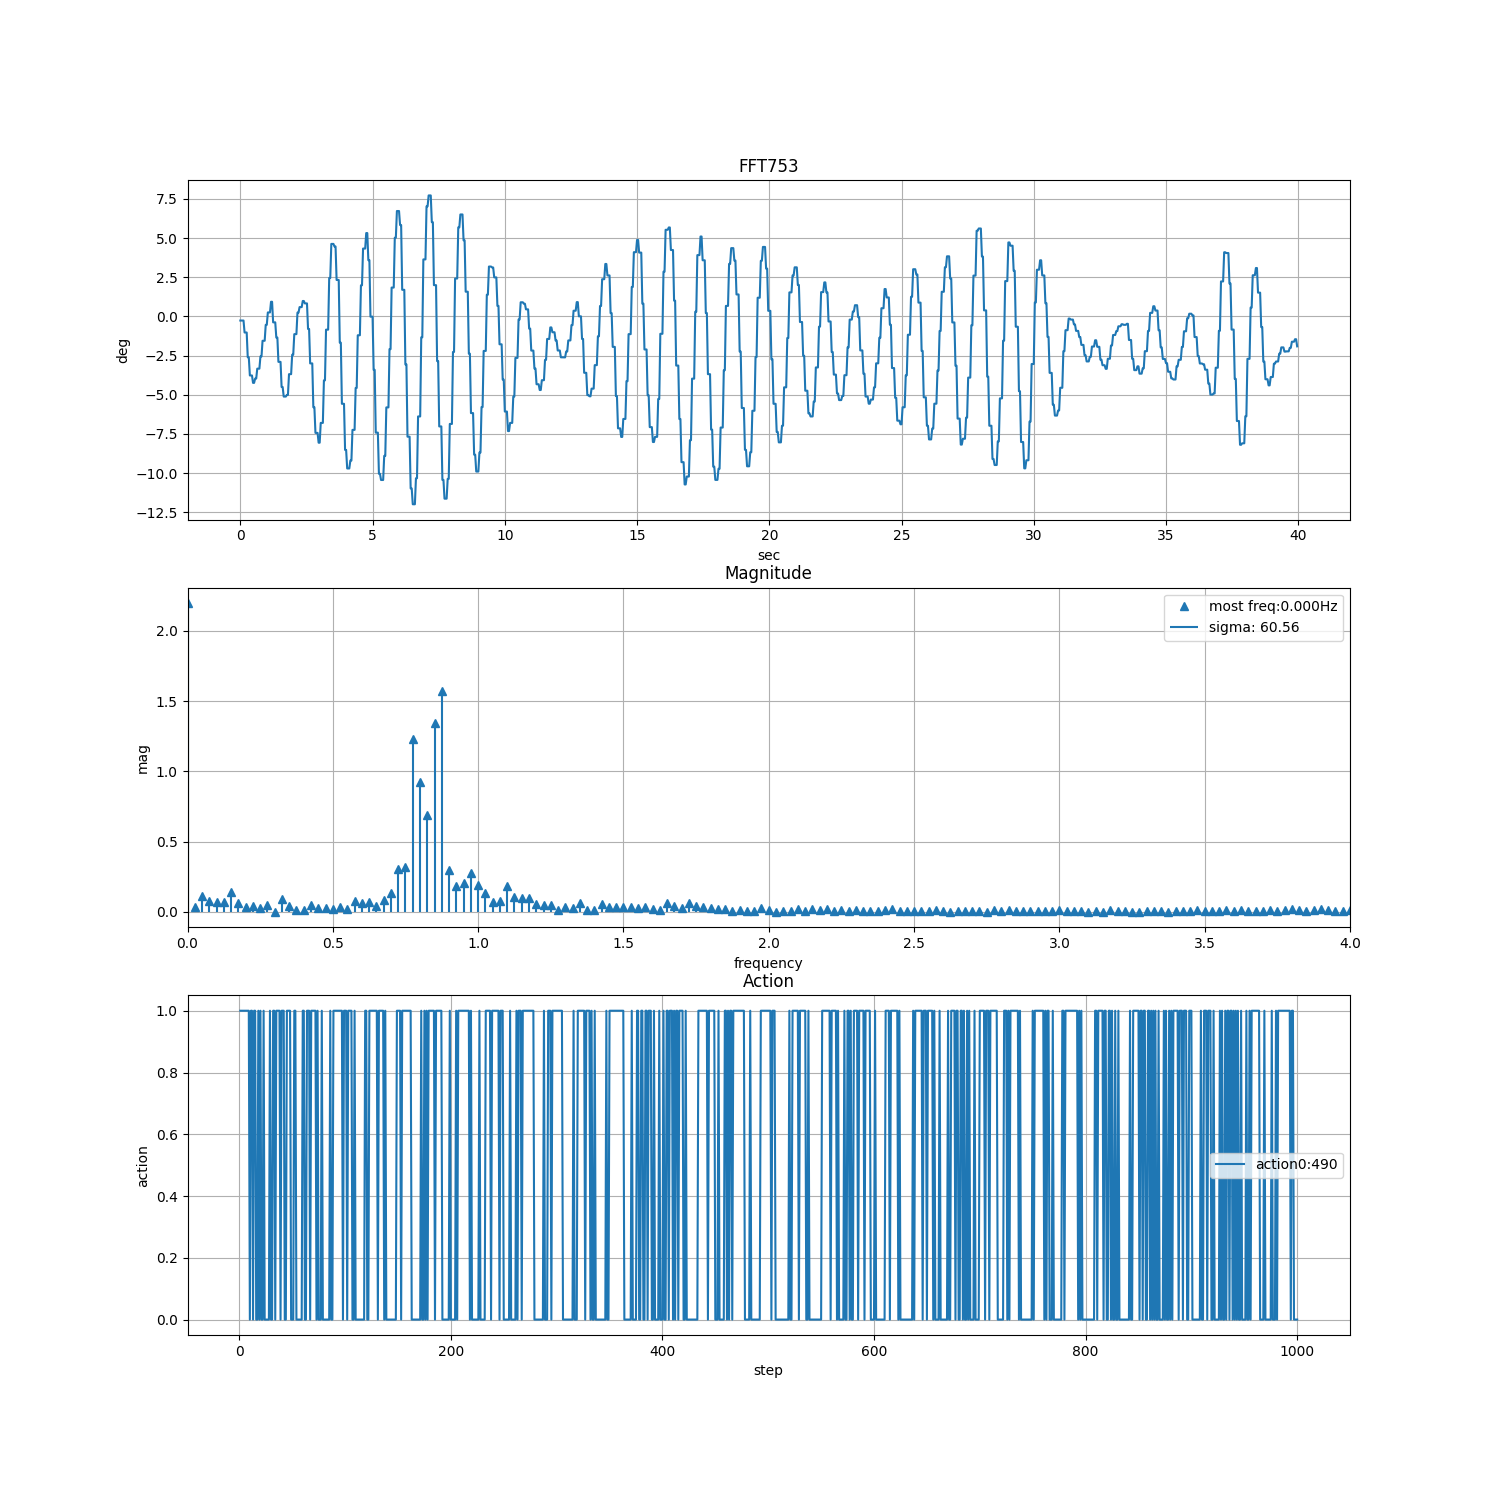 FFT753
7.5
5.0
2.5
0.0
−2.5
−5.0
−7.5
−10.0
−12.5
deg
0 5 10 15 20 25 30 35 40
sec
Magnitude
most freq:0.000Hz
sigma: 60.56
2.0
1.5
1.0
0.5
0.0
mag
0.0 0.5 1.0 1.5 2.0 2.5 3.0 3.5 4.0
frequency
Action
1.0
0.8
0.6
0.4
0.2
0.0
action
action0:490
0 200 400 600 800 1000
step